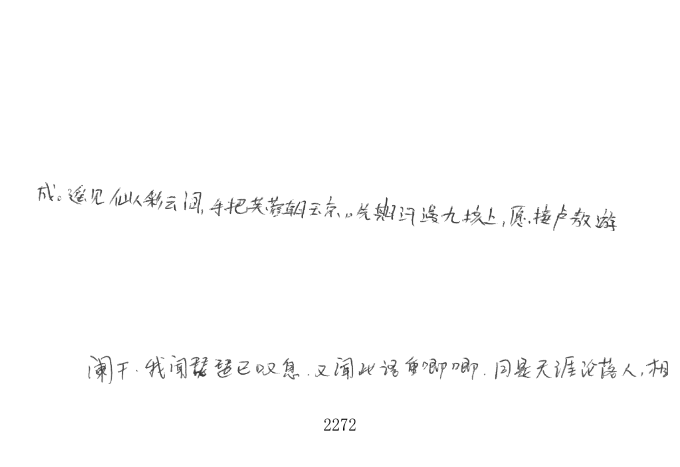 成。遥见仙人彩云间,手把芙蓉朝玉京。先期汗漫九垓上,愿接卢敖游
阑干.我闻琵琶已叹息.又闻此语重唧唧.同是天涯沦落人,相
2272